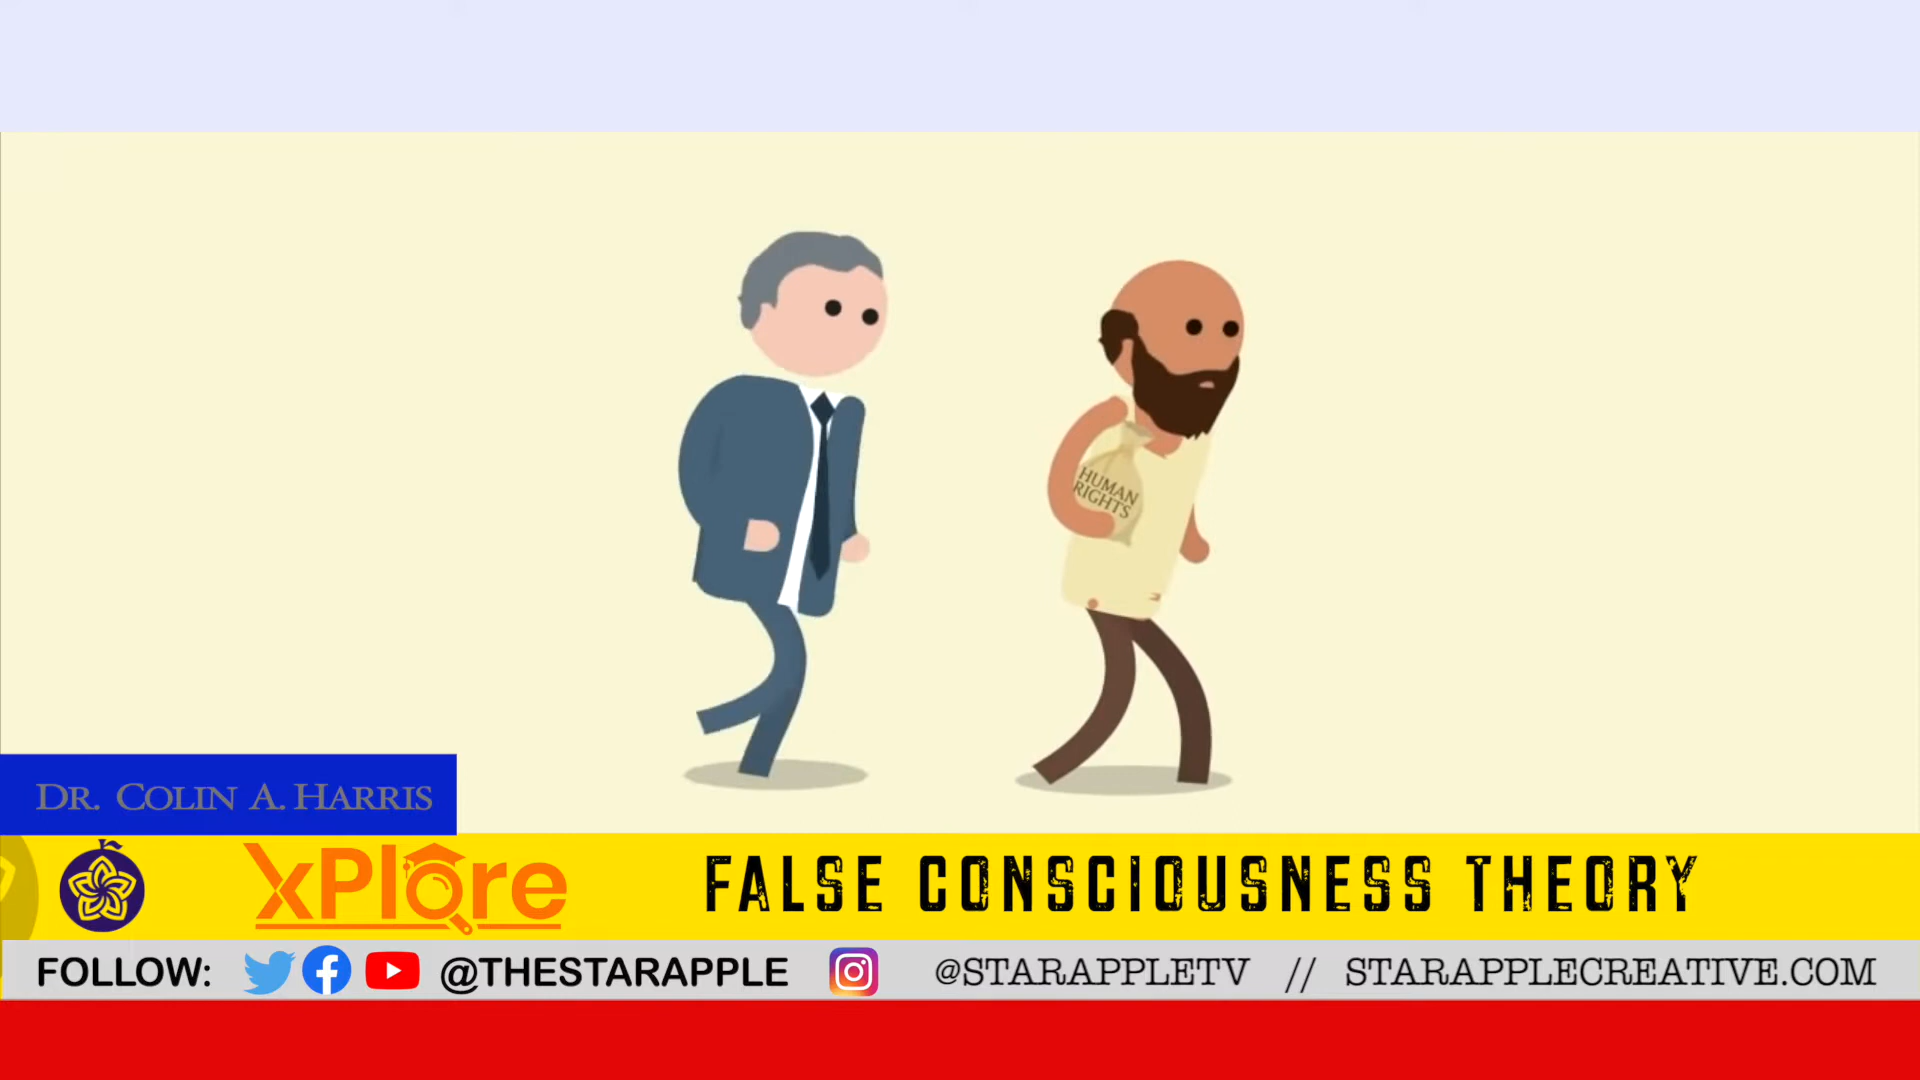 HUMAN
RIGHTS
DR. COLIN A. HARRIS
xPlore
FALSE CONSCIOUSNESS THEORY
FOLLOW: @THESTARAPPLE @STARAPPLETV // STARAPPLECREATIVE.COM